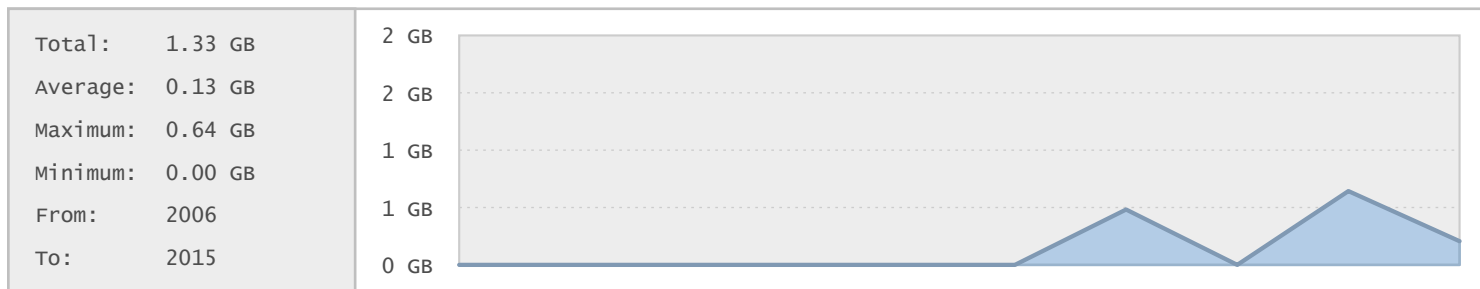 Total: 1.33 GB
Average: 0.13 GB
Maximum: 0.64 GB
Minimum: 0.00 GB
From: 2006
To: 2015
2 GB
2 GB
1 GB
1 GB
0 GB